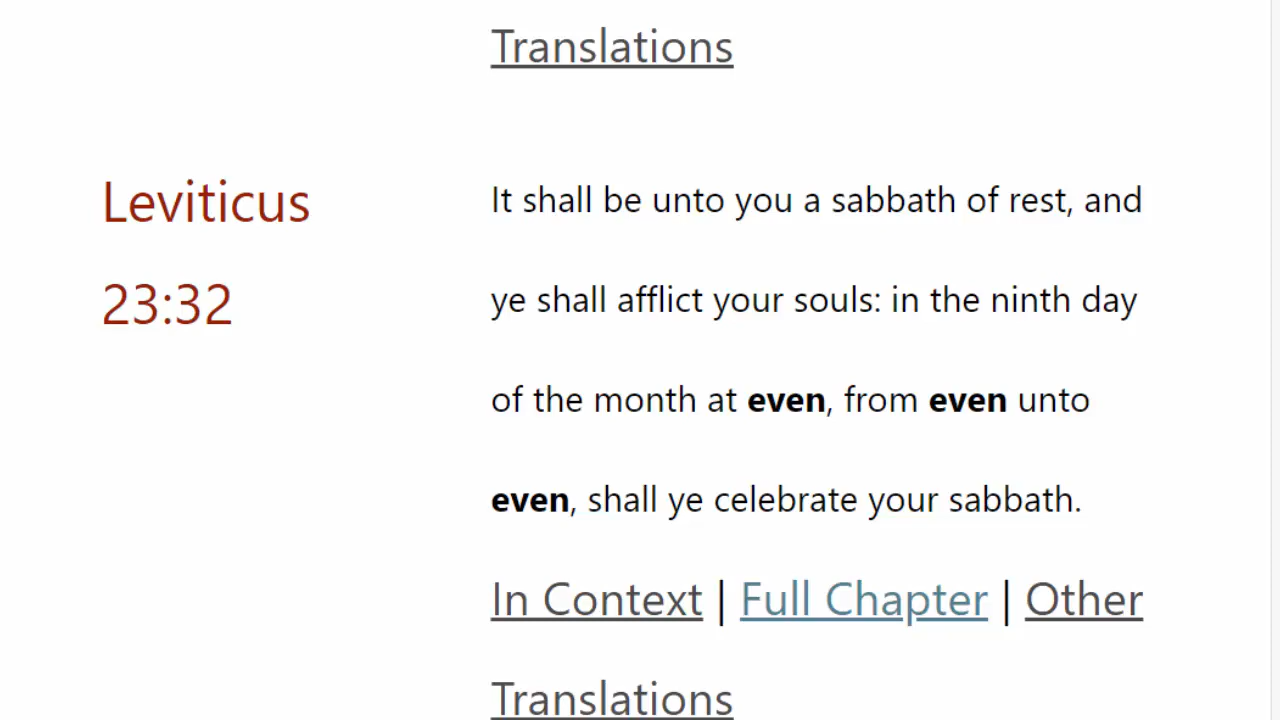 Translations
Leviticus
23:32
It shall be unto you a sabbath of rest, and
ye shall afflict your souls: in the ninth day
of the month at even, from even unto
even, shall ye celebrate your sabbath.
In Context | Full Chapter | Other
Translations